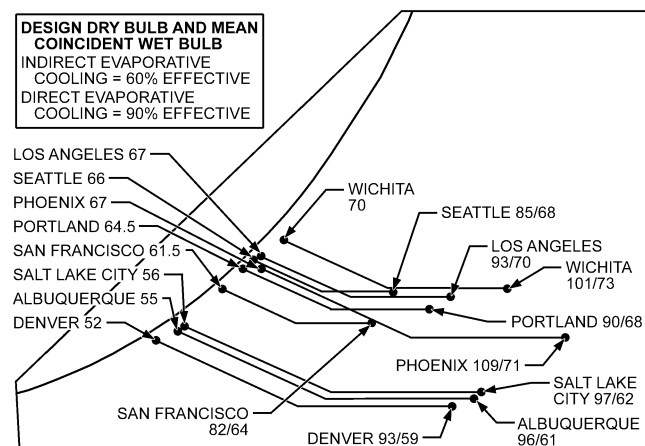 DESIGN DRY BULB AND MEAN
COINCIDENT WET BULB
INDIRECT EVAPORATIVE
COOLING = 60% EFFECTIVE
DIRECT EVAPORATIVE
COOLING = 90% EFFECTIVE
LOS ANGELES 67
SEATTLE 66
PHOENIX 67
PORTLAND 64.5
SAN FRANCISCO 61.5
SALT LAKE CITY 56
ALBUQUERQUE 55
DENVER 52
WICHITA
70
SEATTLE 85/68
LOS ANGELES
93/70
WICHITA
101/73
PORTLAND 90/68
PHOENIX 109/71
SALT LAKE
CITY 97/62
ALBUQUERQUE
96/61
SAN FRANCISCO
82/64
DENVER 93/59